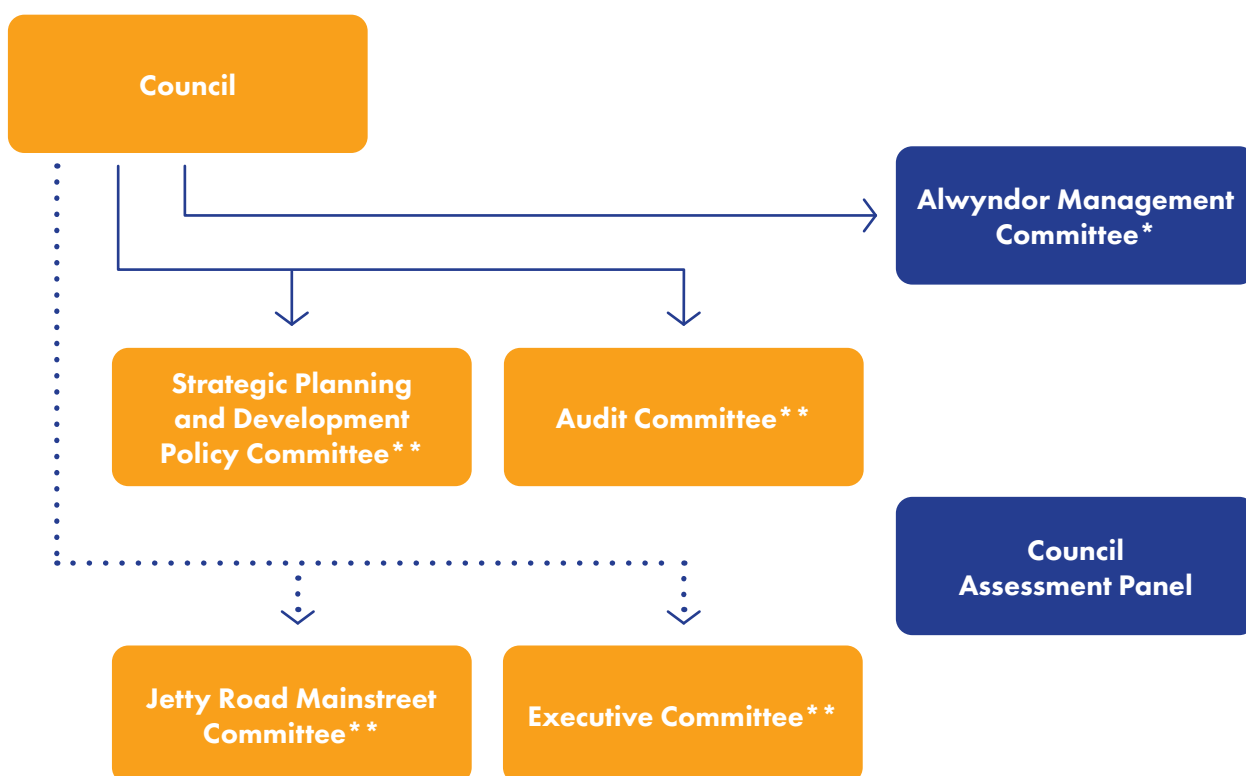 Council
Alwyndor Management
Committee*
Strategic Planning
and Development
Policy Committee**
Audit Committee**
Council
Assessment Panel
Jetty Road Mainstreet
Committee**
Executive Committee**